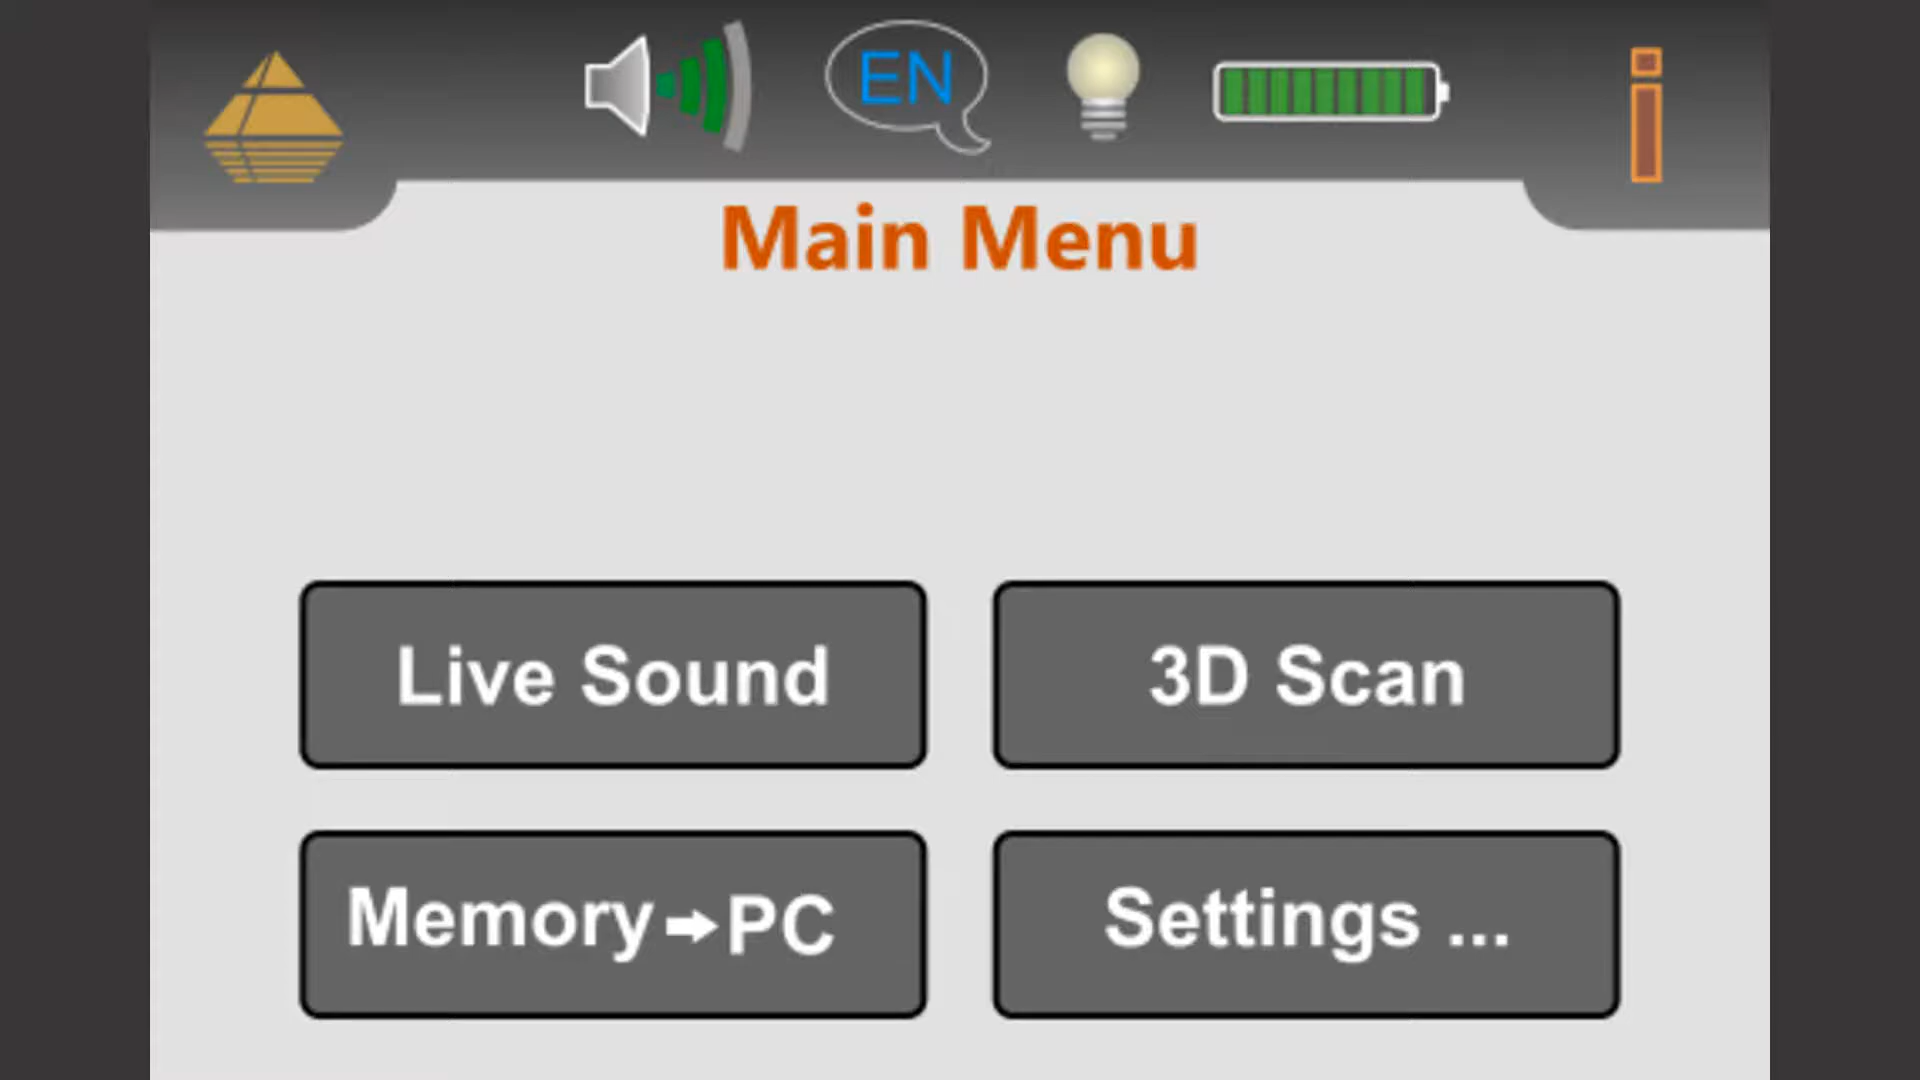 EN
Main Menu
Live Sound
3D Scan
Memory➡PC
Settings ...